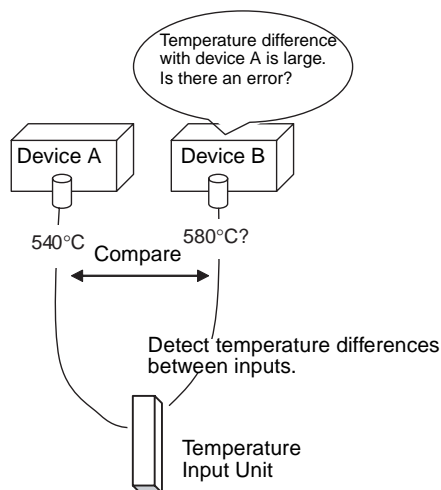 Temperature difference
with device A is large.
Is there an error?
Device A
Device B
540°C
580°C?
Compare
Detect temperature differences
between inputs.
Temperature
Input Unit